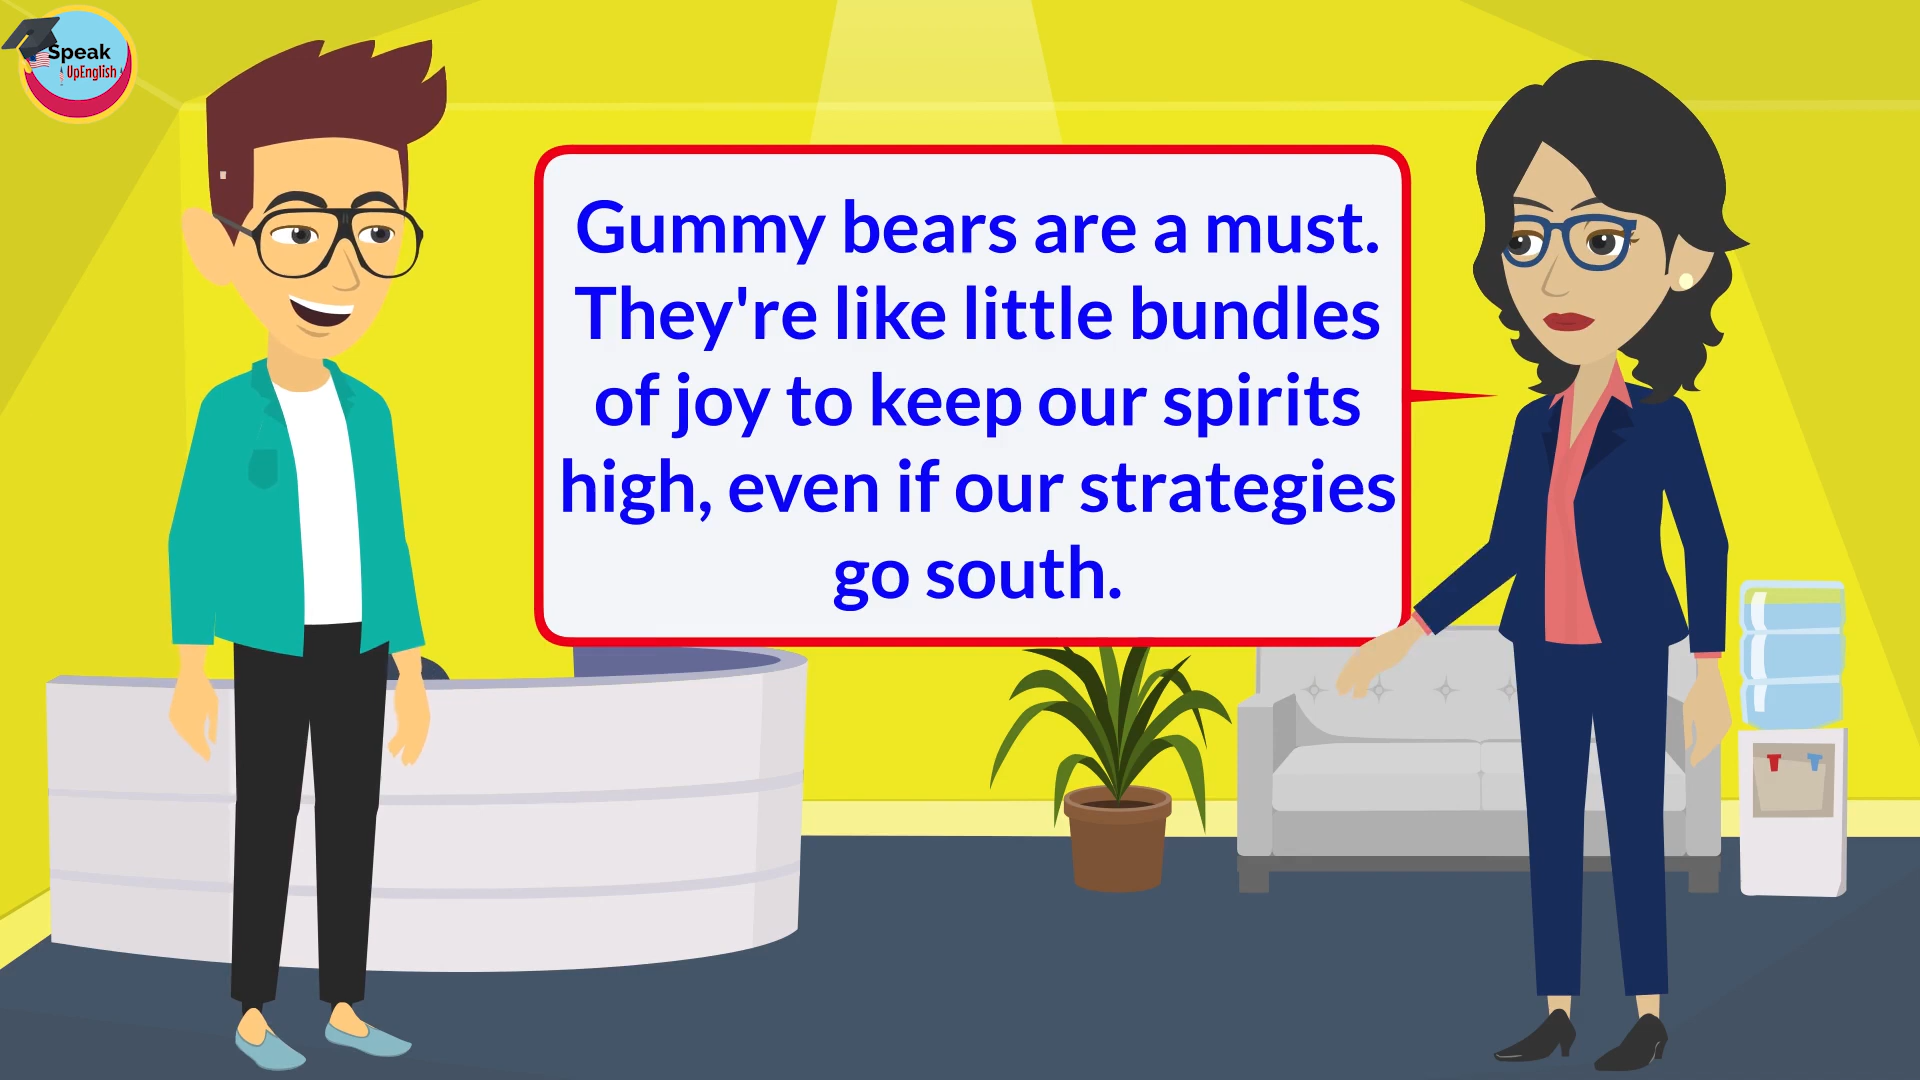 Speak
UpEnglish
Gummy bears are a must.
They're like little bundles
of joy to keep our spirits
high, even if our strategies
go south.